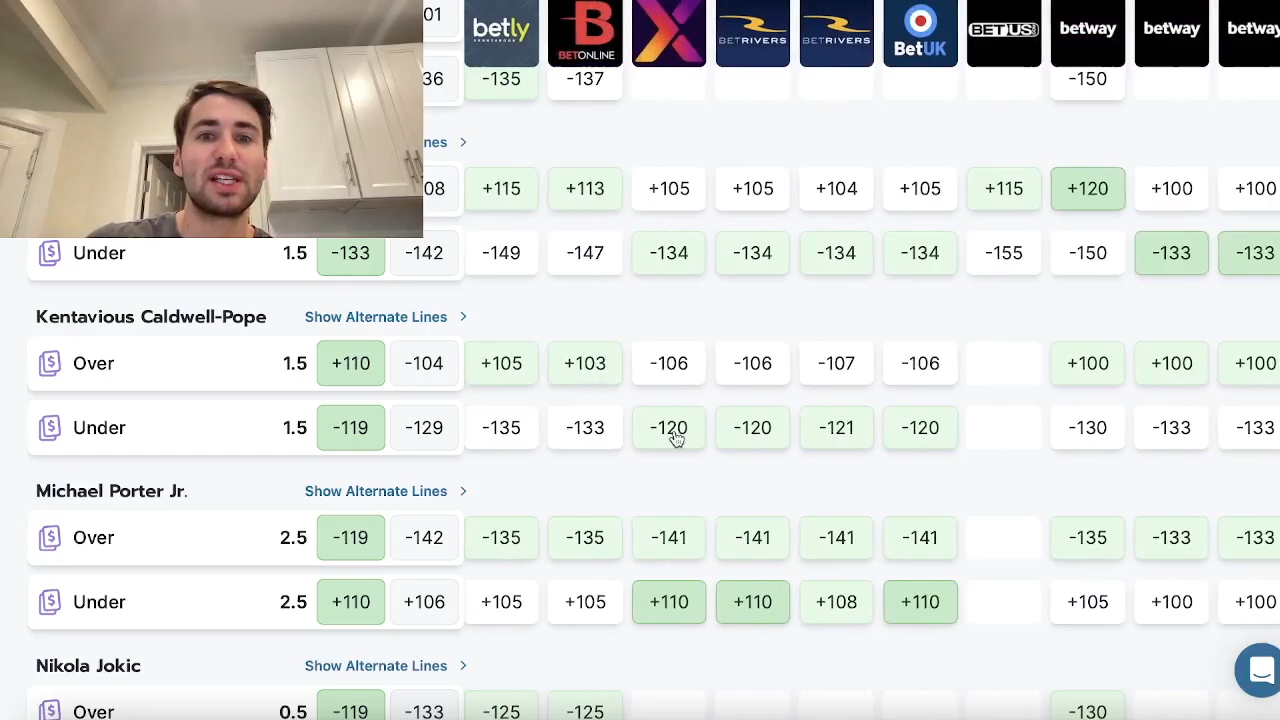 01 betly SPORTSBOOK B BETONLINE X BETRIVERS BETRIVERS BetUK BETUS betway betway betway
36 -135 -137 -150
nes >
08 +115 +113 +105 +105 +104 +105 +115 +120 +100 +100
Under 1.5 -133 -142 -149 -147 -134 -134 -134 -134 -155 -150 -133 -133
Kentavious Caldwell-Pope Show Alternate Lines >
Over 1.5 +110 -104 +105 +103 -106 -106 -107 -106 +100 +100 +100
Under 1.5 -119 -129 -135 -133 -120 -120 -121 -120 -130 -133 -133
Michael Porter Jr. Show Alternate Lines >
Over 2.5 -119 -142 -135 -135 -141 -141 -141 -141 -135 -133 -133
Under 2.5 +110 +106 +105 +105 +110 +110 +108 +110 +105 +100 +100
Nikola Jokic Show Alternate Lines >
Over 0.5 -119 -133 -125 -125 -130